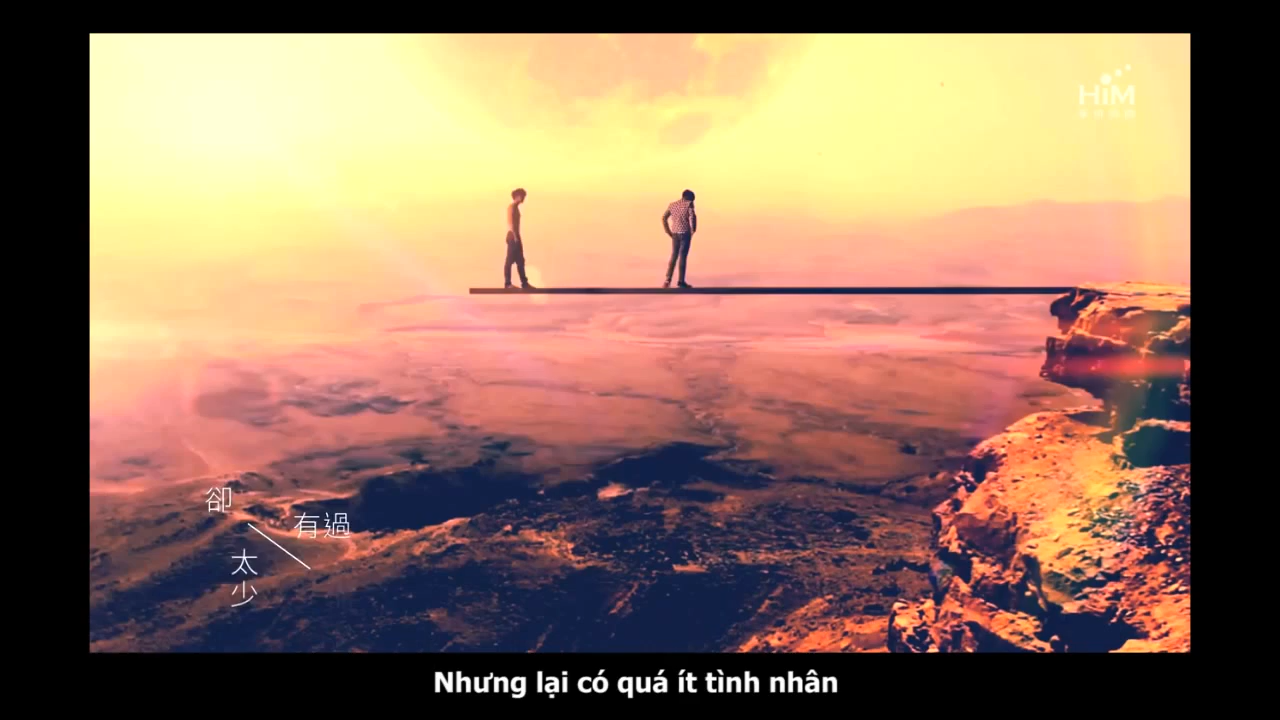 HiM
卻
有過
太少
Nhưng lại có quá ít tình nhân